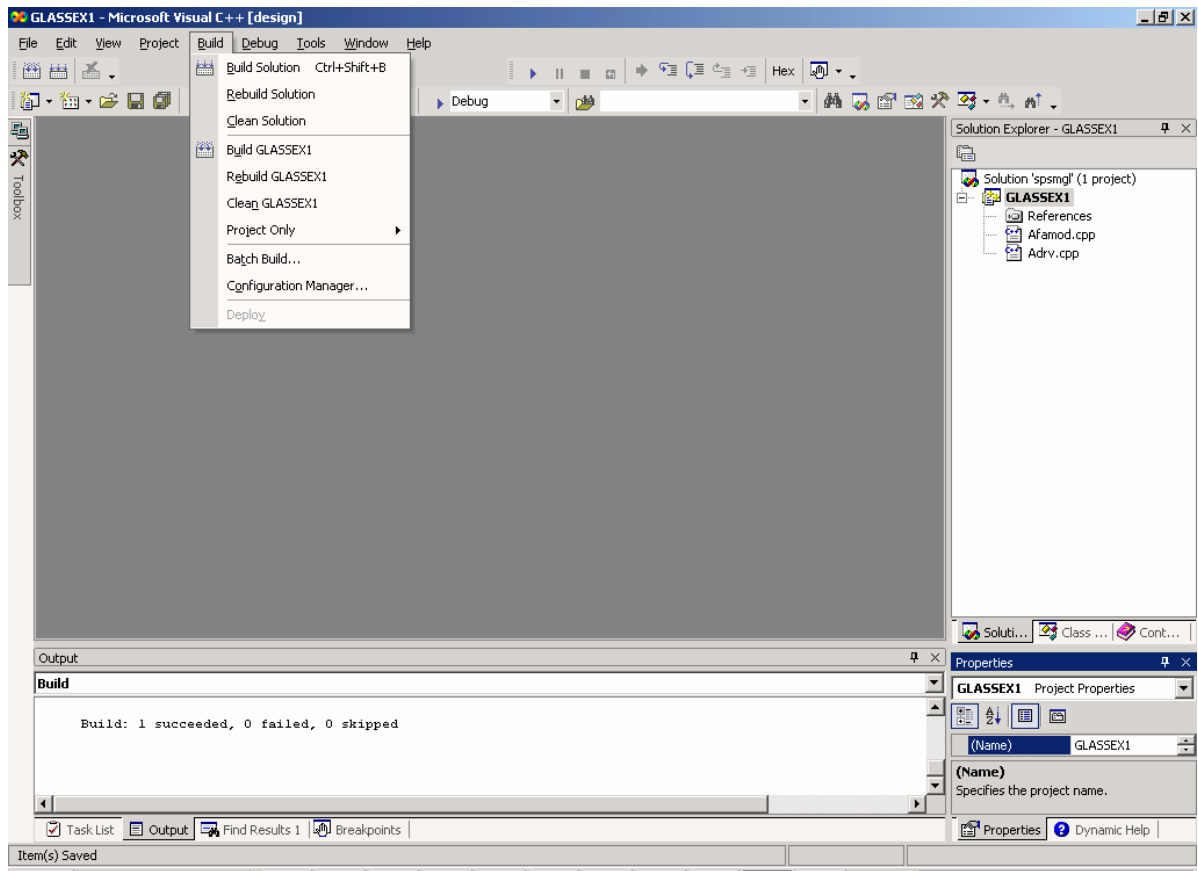 GLASSEX1 - Microsoft Visual C++ [design]
File Edit View Project Build Debug Tools Window Help
Build Solution Ctrl+Shift+B
Rebuild Solution
Clean Solution
Build GLASSEX1
Rebuild GLASSEX1
Clean GLASSEX1
Project Only
Batch Build...
Configuration Manager...
Deploy
Hex
Debug
Toolbox
Solution Explorer - GLASSEX1
Solution 'spsmgl' (1 project)
GLASSEX1
References
Afamod.cpp
Adrv.cpp
Soluti... Class ... Cont...
Output
Build
Build: 1 succeeded, 0 failed, 0 skipped
Task List Output Find Results 1 Breakpoints
Properties
GLASSEX1 Project Properties
(Name) GLASSEX1
(Name)
Specifies the project name.
Properties Dynamic Help
Item(s) Saved